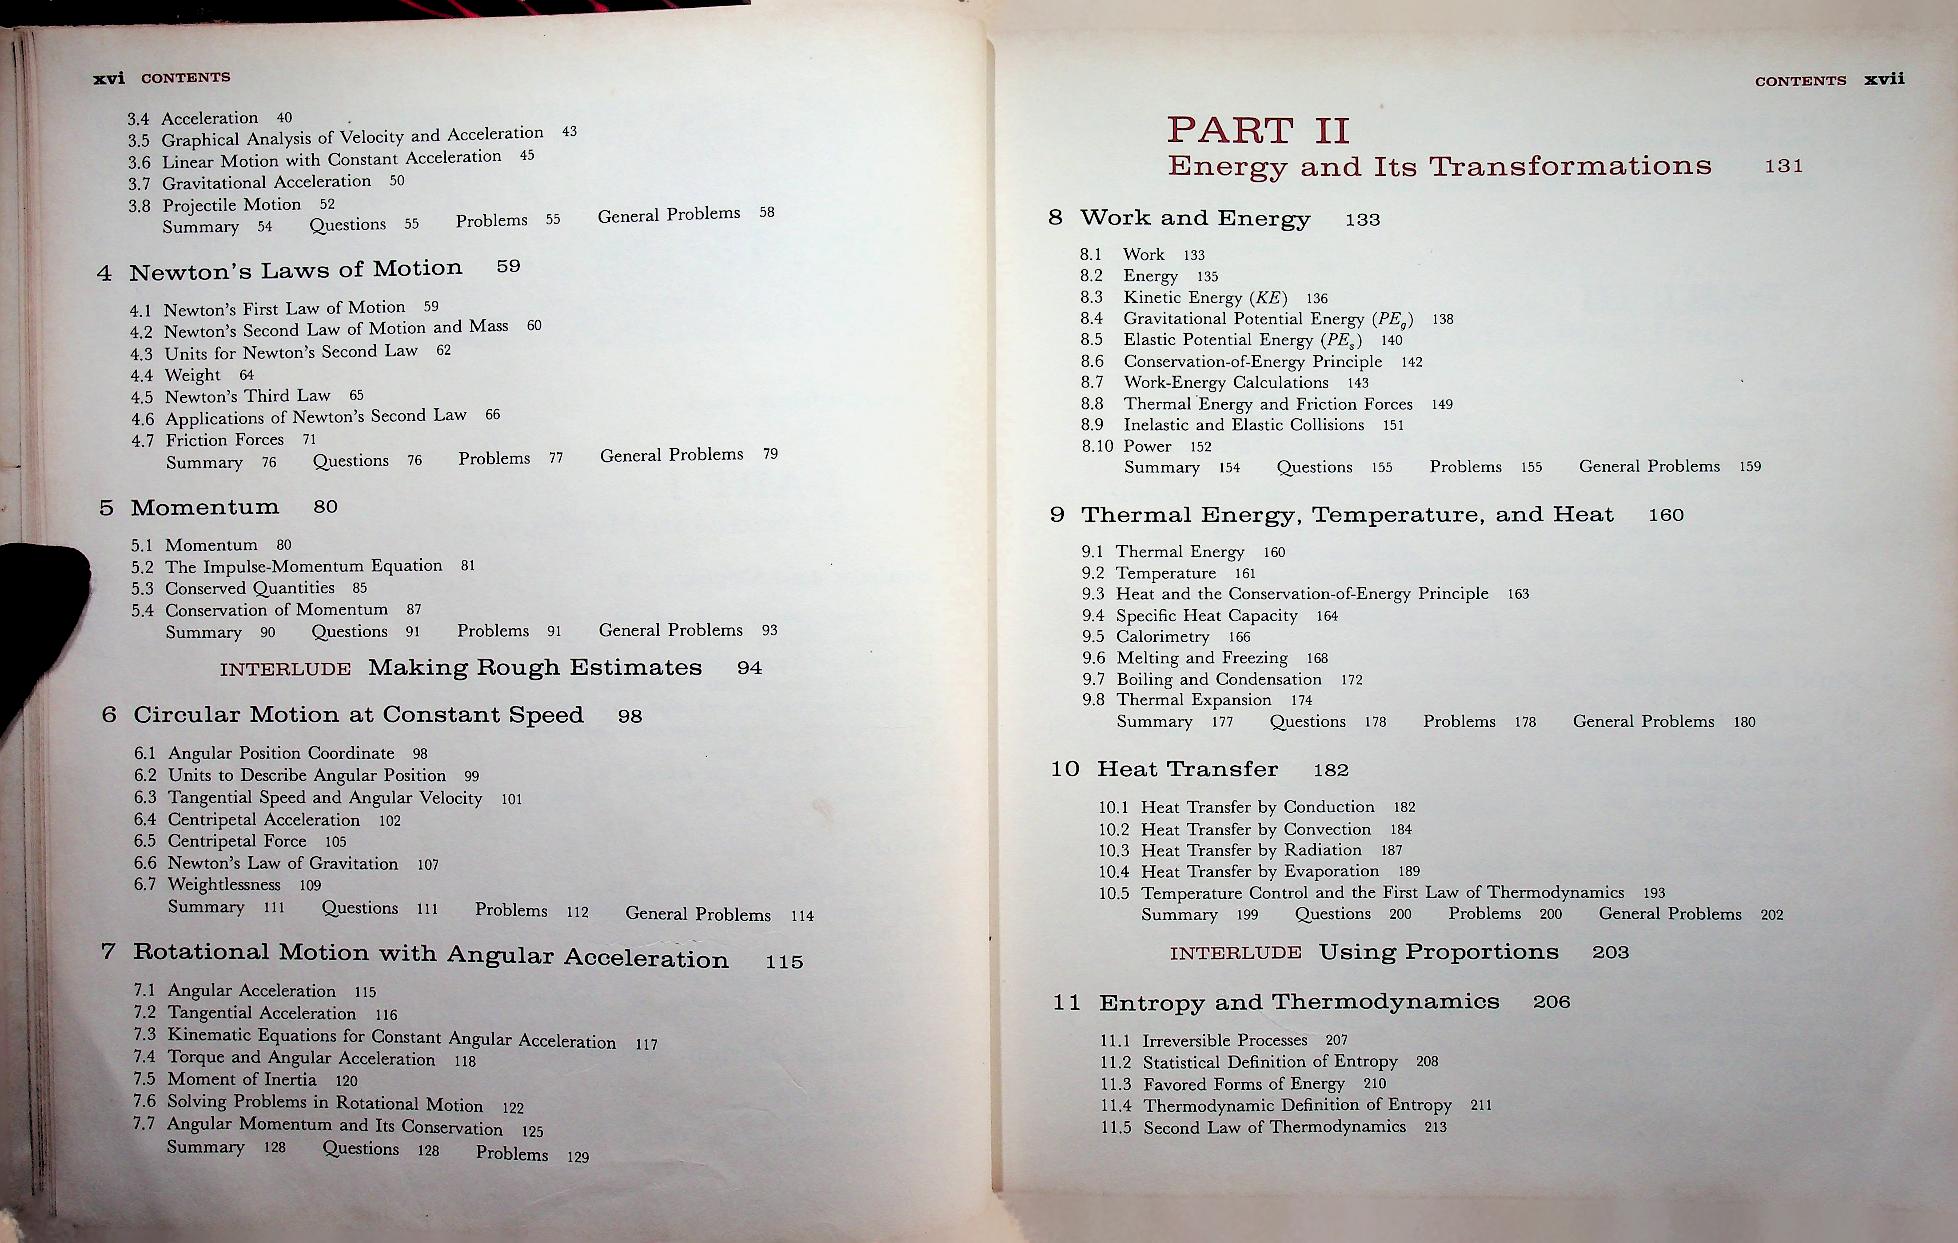 xvi CONTENTS
3.4 Acceleration 40
3.5 Graphical Analysis of Velocity and Acceleration 43
3.6 Linear Motion with Constant Acceleration 45
3.7 Gravitational Acceleration 50
3.8 Projectile Motion 52
Summary 54 Questions 55 Problems 55 General Problems 58
4 Newton's Laws of Motion 59
4.1 Newton's First Law of Motion 59
4.2 Newton's Second Law of Motion and Mass 60
4.3 Units for Newton's Second Law 62
4.4 Weight 64
4.5 Newton's Third Law 65
4.6 Applications of Newton's Second Law 66
4.7 Friction Forces 71
Summary 76 Questions 76 Problems 77 General Problems 79
5 Momentum 80
5.1 Momentum 80
5.2 The Impulse-Momentum Equation 81
5.3 Conserved Quantities 85
5.4 Conservation of Momentum 87
Summary 90 Questions 91 Problems 91 General Problems 93
INTERLUDE Making Rough Estimates 94
6 Circular Motion at Constant Speed 98
6.1 Angular Position Coordinate 98
6.2 Units to Describe Angular Position 99
6.3 Tangential Speed and Angular Velocity 101
6.4 Centripetal Acceleration 102
6.5 Centripetal Force 105
6.6 Newton's Law of Gravitation 107
6.7 Weightlessness 109
Summary 111 Questions 111 Problems 112 General Problems 114
7 Rotational Motion with Angular Acceleration 115
7.1 Angular Acceleration 115
7.2 Tangential Acceleration 116
7.3 Kinematic Equations for Constant Angular Acceleration 117
7.4 Torque and Angular Acceleration 118
7.5 Moment of Inertia 120
7.6 Solving Problems in Rotational Motion 122
7.7 Angular Momentum and Its Conservation 125
Summary 128 Questions 128 Problems 129
CONTENTS xvii
PART II
Energy and Its Transformations 131
8 Work and Energy 133
8.1 Work 133
8.2 Energy 135
8.3 Kinetic Energy (KE) 136
8.4 Gravitational Potential Energy (PEg) 138
8.5 Elastic Potential Energy (PEs) 140
8.6 Conservation-of-Energy Principle 142
8.7 Work-Energy Calculations 143
8.8 Thermal Energy and Friction Forces 149
8.9 Inelastic and Elastic Collisions 151
8.10 Power 152
Summary 154 Questions 155 Problems 155 General Problems 159
9 Thermal Energy, Temperature, and Heat 160
9.1 Thermal Energy 160
9.2 Temperature 161
9.3 Heat and the Conservation-of-Energy Principle 163
9.4 Specific Heat Capacity 164
9.5 Calorimetry 166
9.6 Melting and Freezing 168
9.7 Boiling and Condensation 172
9.8 Thermal Expansion 174
Summary 177 Questions 178 Problems 178 General Problems 180
10 Heat Transfer 182
10.1 Heat Transfer by Conduction 182
10.2 Heat Transfer by Convection 184
10.3 Heat Transfer by Radiation 187
10.4 Heat Transfer by Evaporation 189
10.5 Temperature Control and the First Law of Thermodynamics 193
Summary 199 Questions 200 Problems 200 General Problems 202
INTERLUDE Using Proportions 203
11 Entropy and Thermodynamics 206
11.1 Irreversible Processes 207
11.2 Statistical Definition of Entropy 208
11.3 Favored Forms of Energy 210
11.4 Thermodynamic Definition of Entropy 211
11.5 Second Law of Thermodynamics 213